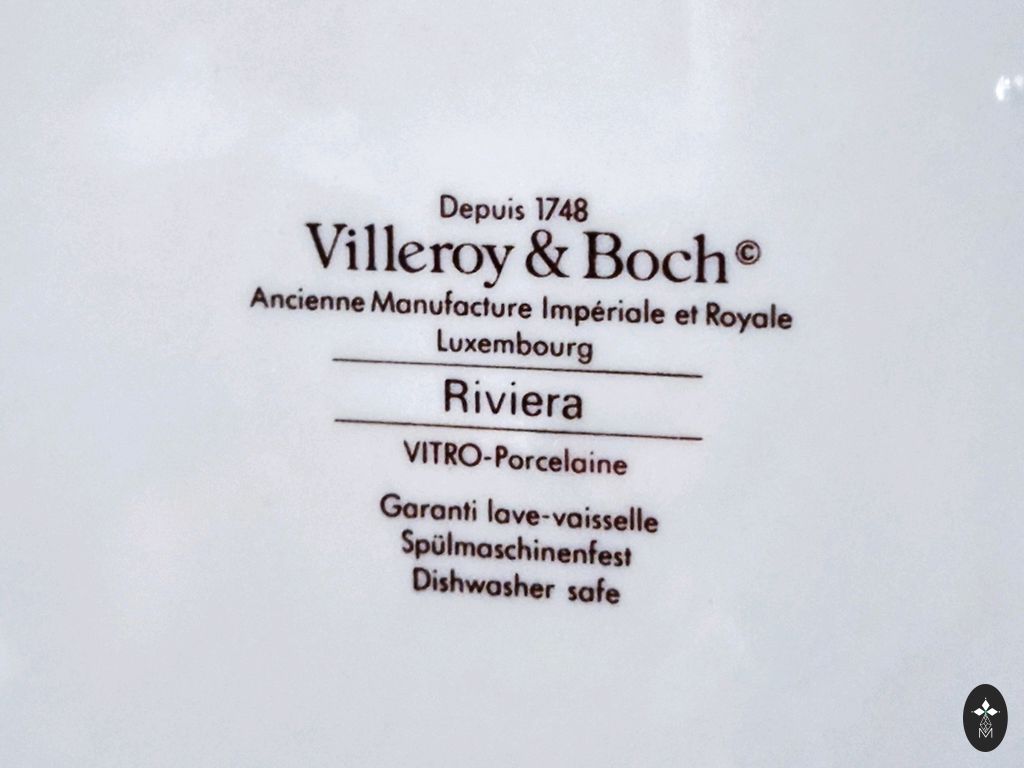 Depuis 1748
Villeroy & Boch©
Ancienne Manufacture Impériale et Royale
Luxembourg
Riviera
VITRO-Porcelaine
Garanti lave-vaisselle
Spülmaschinenfest
Dishwasher safe
M